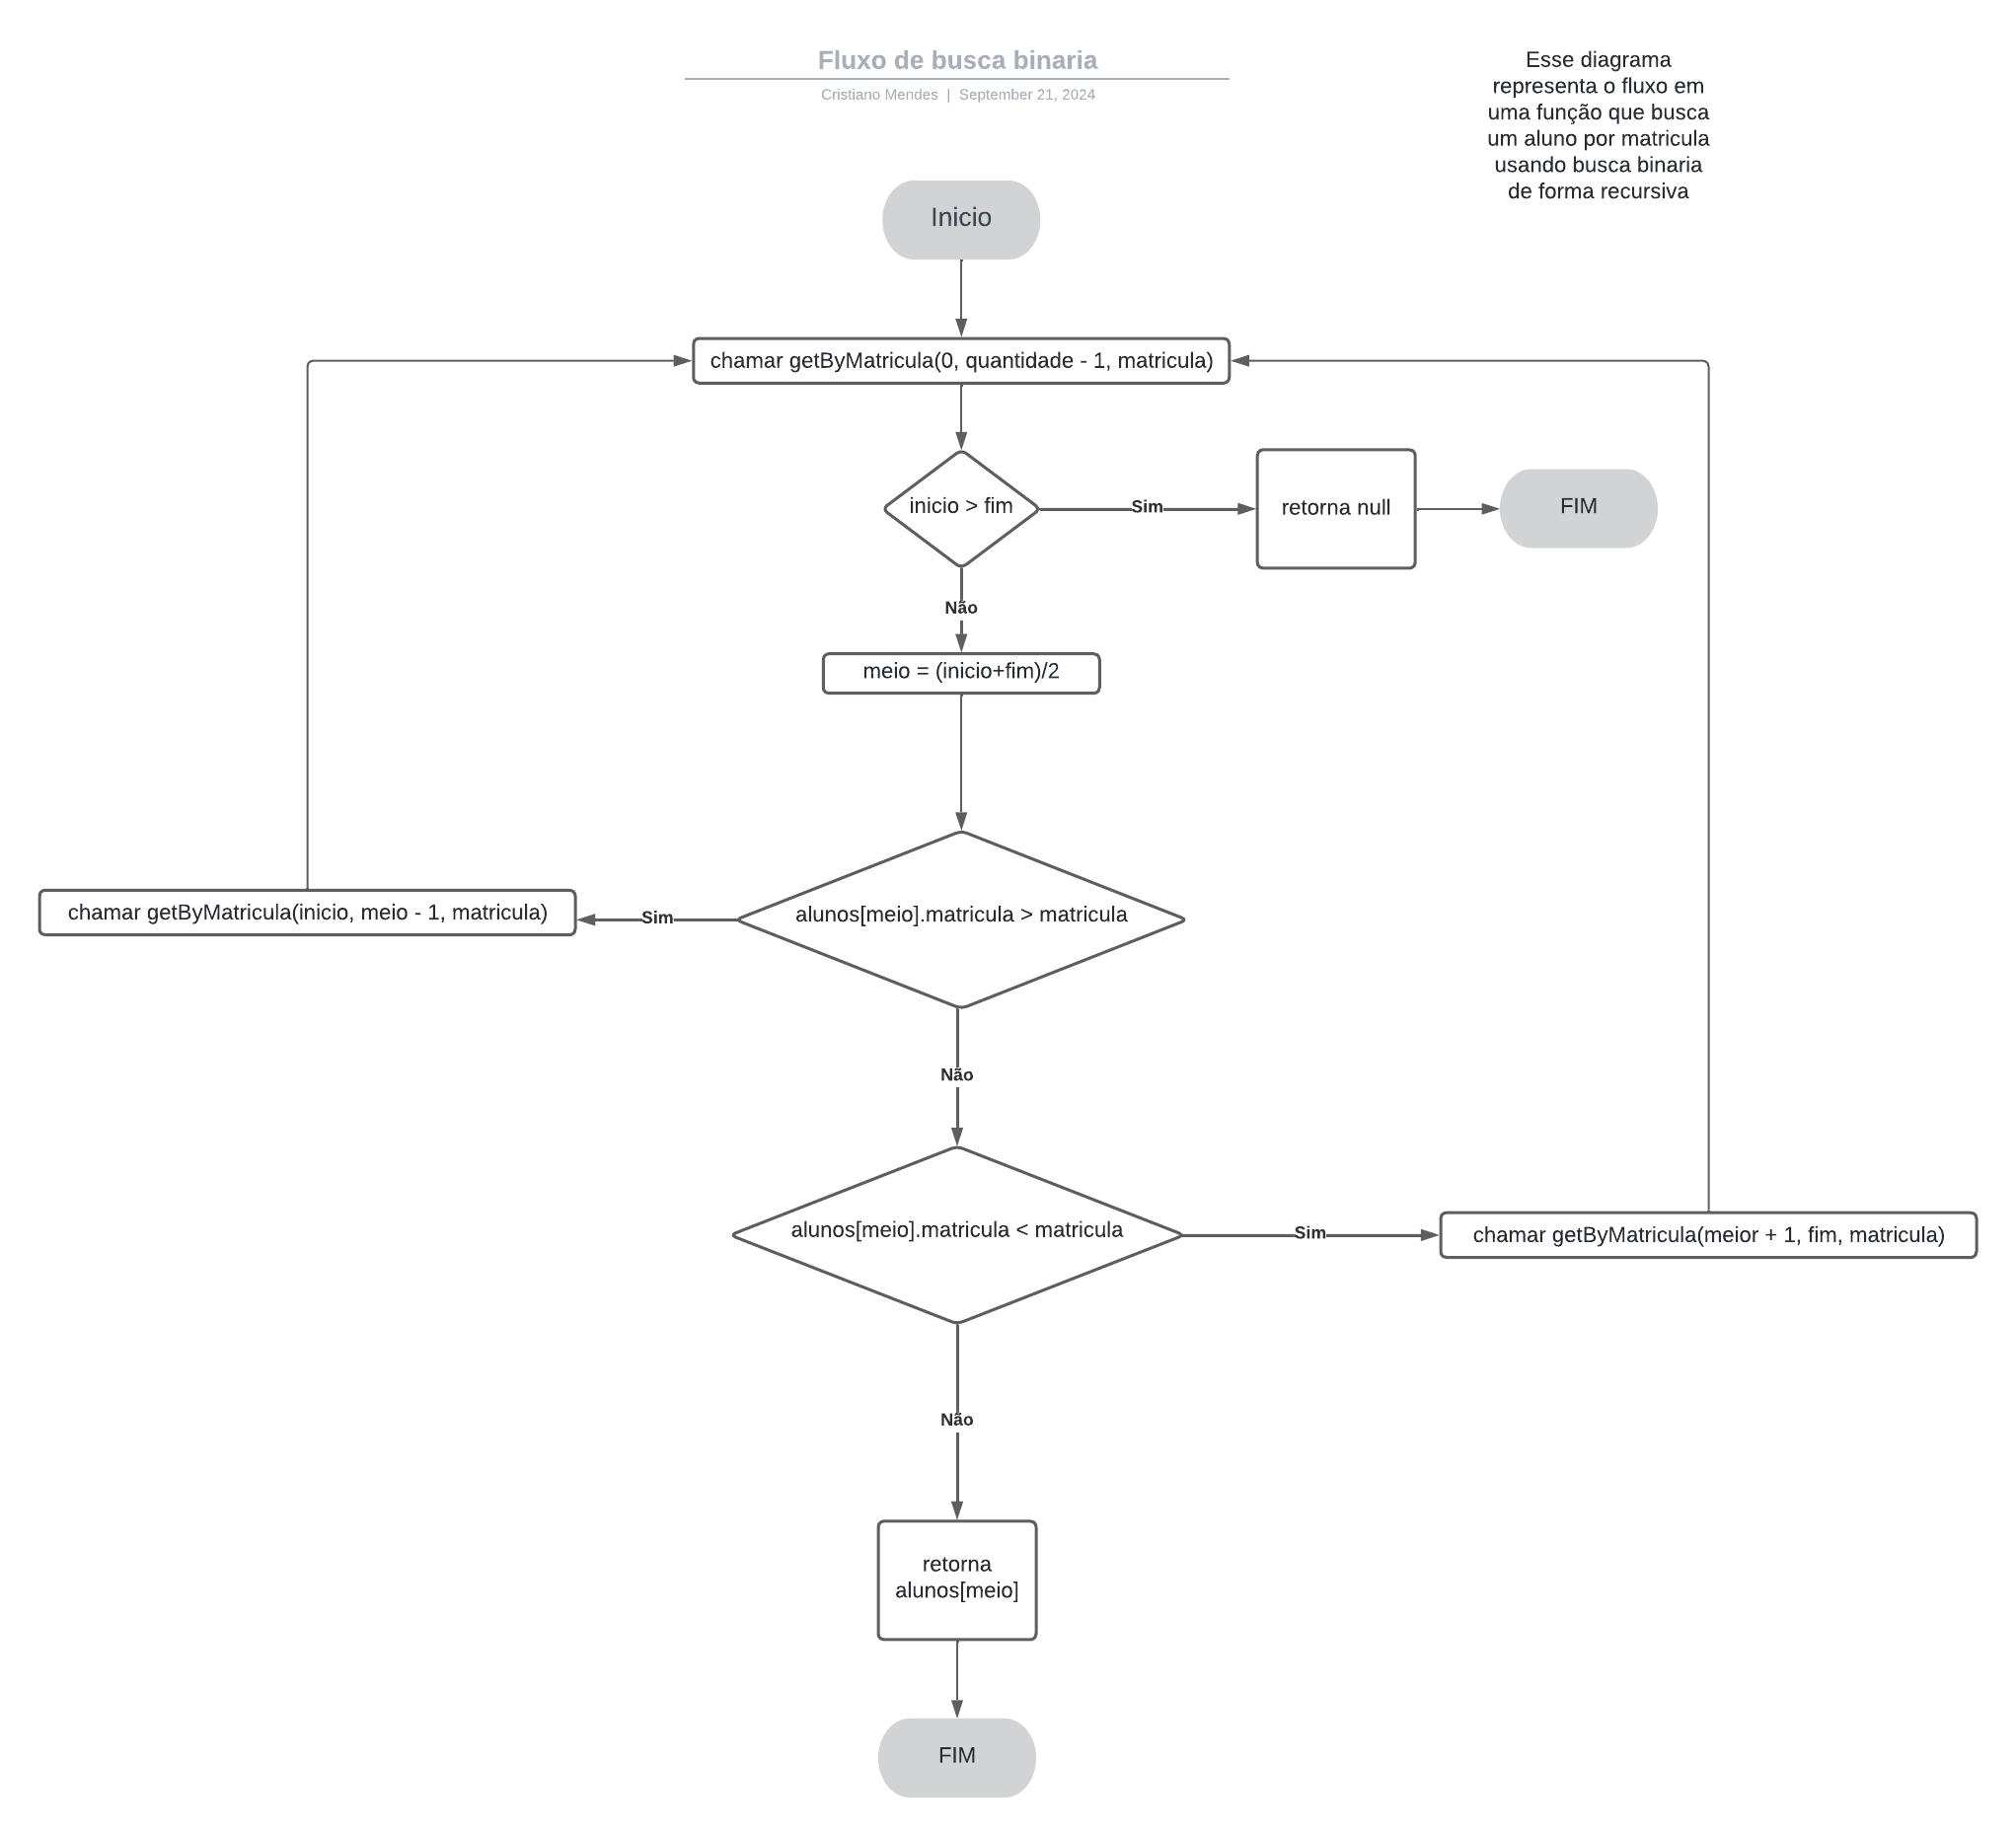 Fluxo de busca binaria
Cristiano Mendes | September 21, 2024
Esse diagrama
representa o fluxo em
uma função que busca
um aluno por matricula
usando busca binaria
de forma recursiva
Inicio
chamar getByMatricula(0, quantidade - 1, matricula)
inicio > fim
Sim
retorna null
FIM
Não
meio = (inicio+fim)/2
chamar getByMatricula(inicio, meio - 1, matricula)
Sim
alunos[meio].matricula > matricula
Não
alunos[meio].matricula < matricula
Sim
chamar getByMatricula(meior + 1, fim, matricula)
Não
retorna
alunos[meio]
FIM